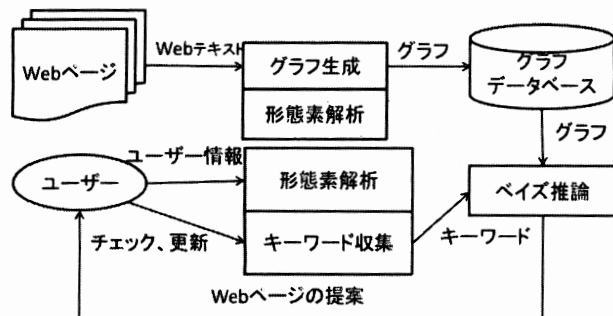 Webページ
Webテキスト
グラフ生成
形態素解析
グラフ
グラフ
データベース
グラフ
ユーザー
ユーザー情報
形態素解析
キーワード収集
チェック、更新
キーワード
ベイズ推論
Webページの提案